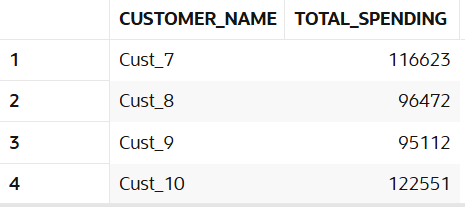 CUSTOMER_NAME TOTAL_SPENDING
1 Cust_7 116623
2 Cust_8 96472
3 Cust_9 95112
4 Cust_10 122551